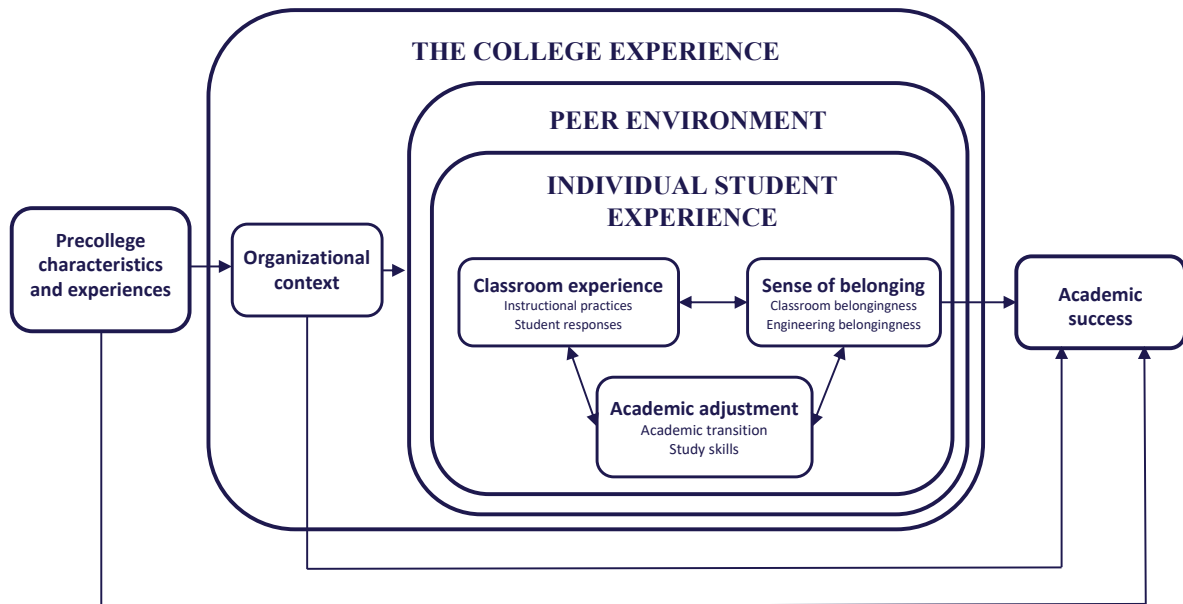 THE COLLEGE EXPERIENCE
PEER ENVIRONMENT
INDIVIDUAL STUDENT
EXPERIENCE
Precollege
characteristics
and experiences
Organizational
context
Classroom experience
Instructional practices
Student responses
Sense of belonging
Classroom belongingness
Engineering belongingness
Academic
success
Academic adjustment
Academic transition
Study skills